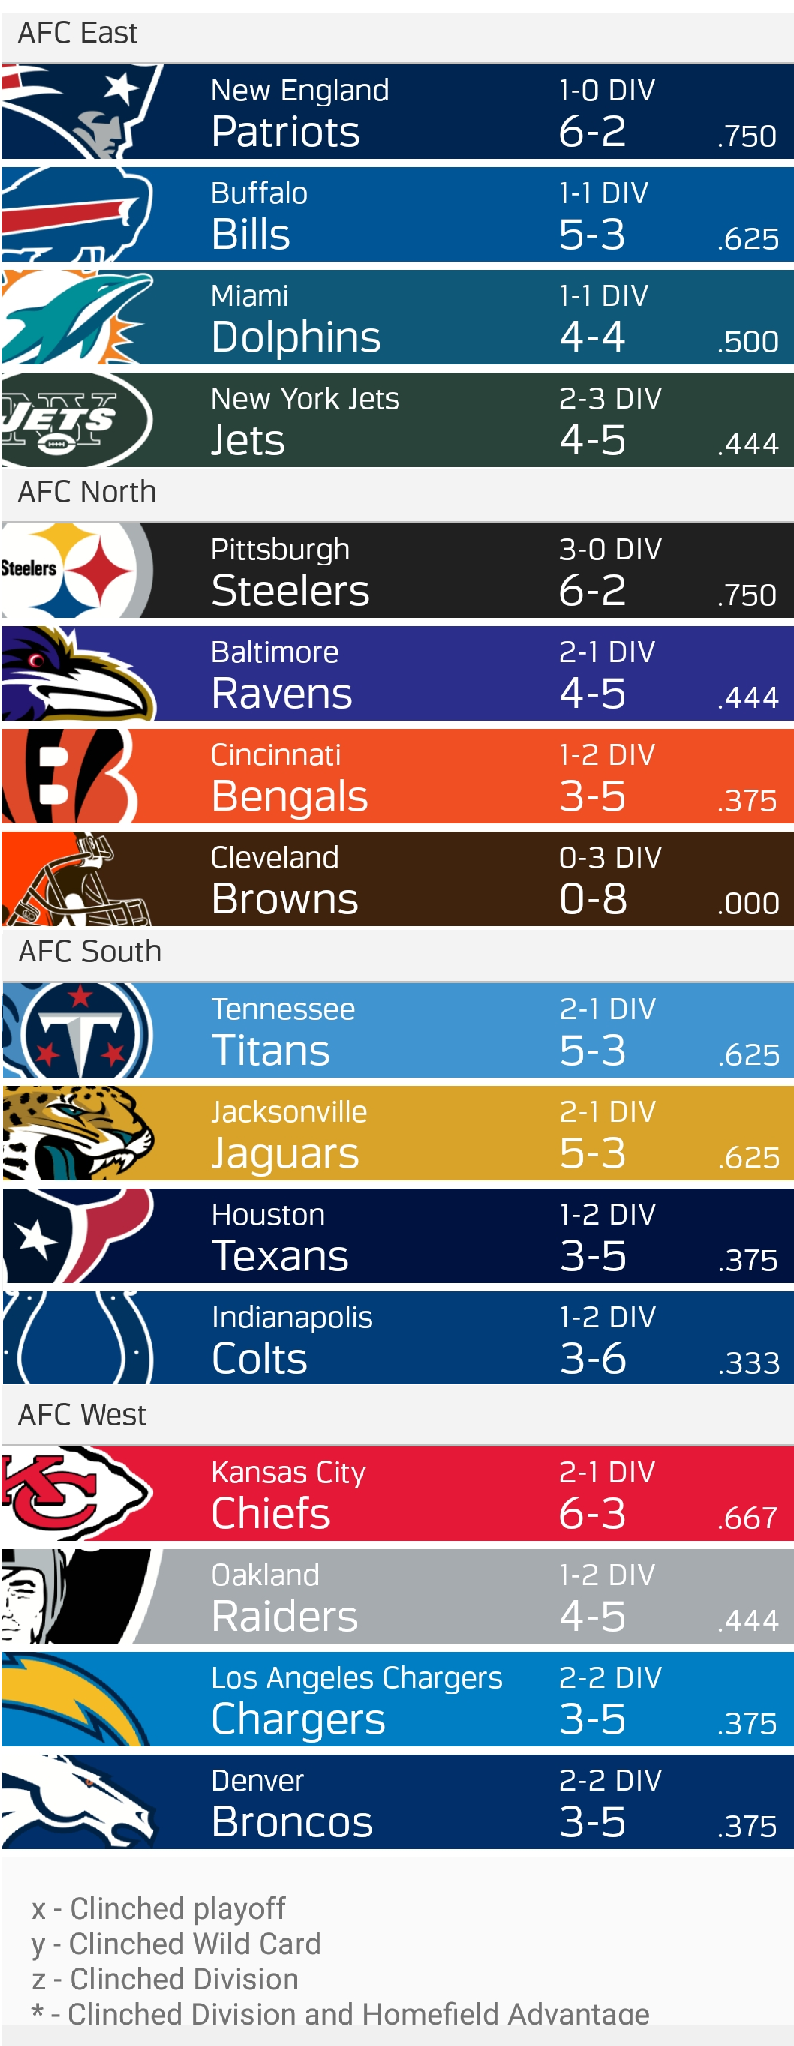 AFC East
New England 1-0 DIV
Patriots 6-2 .750
Buffalo 1-1 DIV
Bills 5-3 .625
Miami 1-1 DIV
Dolphins 4-4 .500
JETS
New York Jets 2-3 DIV
Jets 4-5 .444
AFC North
Steelers
Pittsburgh 3-0 DIV
Steelers 6-2 .750
Baltimore 2-1 DIV
Ravens 4-5 .444
Cincinnati 1-2 DIV
Bengals 3-5 .375
Cleveland 0-3 DIV
Browns 0-8 .000
AFC South
T
Tennessee 2-1 DIV
Titans 5-3 .625
Jacksonville 2-1 DIV
Jaguars 5-3 .625
Houston 1-2 DIV
Texans 3-5 .375
Indianapolis 1-2 DIV
Colts 3-6 .333
AFC West
KC
Kansas City 2-1 DIV
Chiefs 6-3 .667
Oakland 1-2 DIV
Raiders 4-5 .444
Los Angeles Chargers 2-2 DIV
Chargers 3-5 .375
Denver 2-2 DIV
Broncos 3-5 .375
x - Clinched playoff
y - Clinched Wild Card
z - Clinched Division
* - Clinched Division and Homefield Advantage